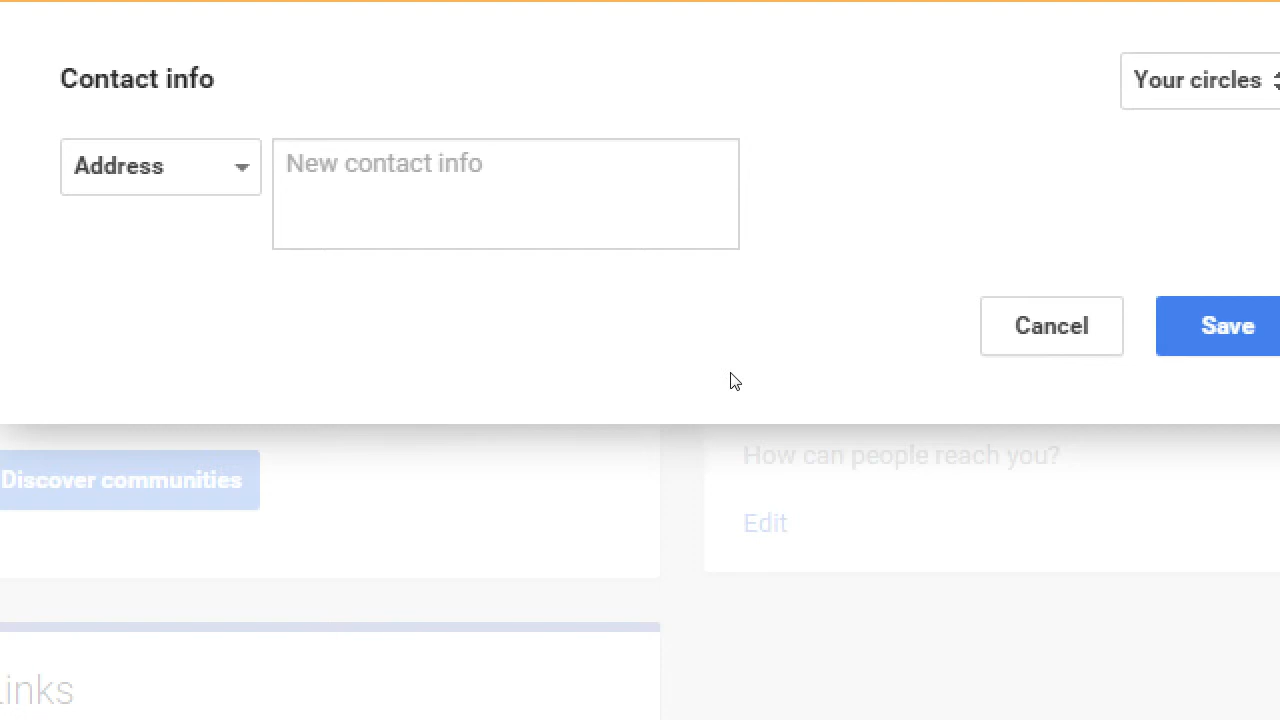 Contact info
Your circles
Address
New contact info
Cancel
Save
How can people reach you?
Discover communities
Edit
Links